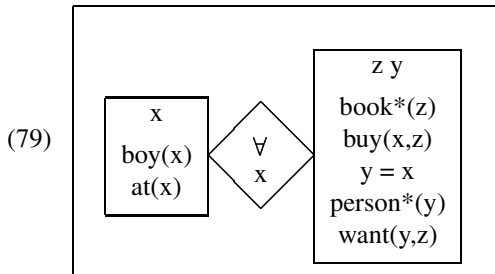 (79)
x
boy(x)
at(x)
∀
x
z y
book*(z)
buy(x,z)
y = x
person*(y)
want(y,z)